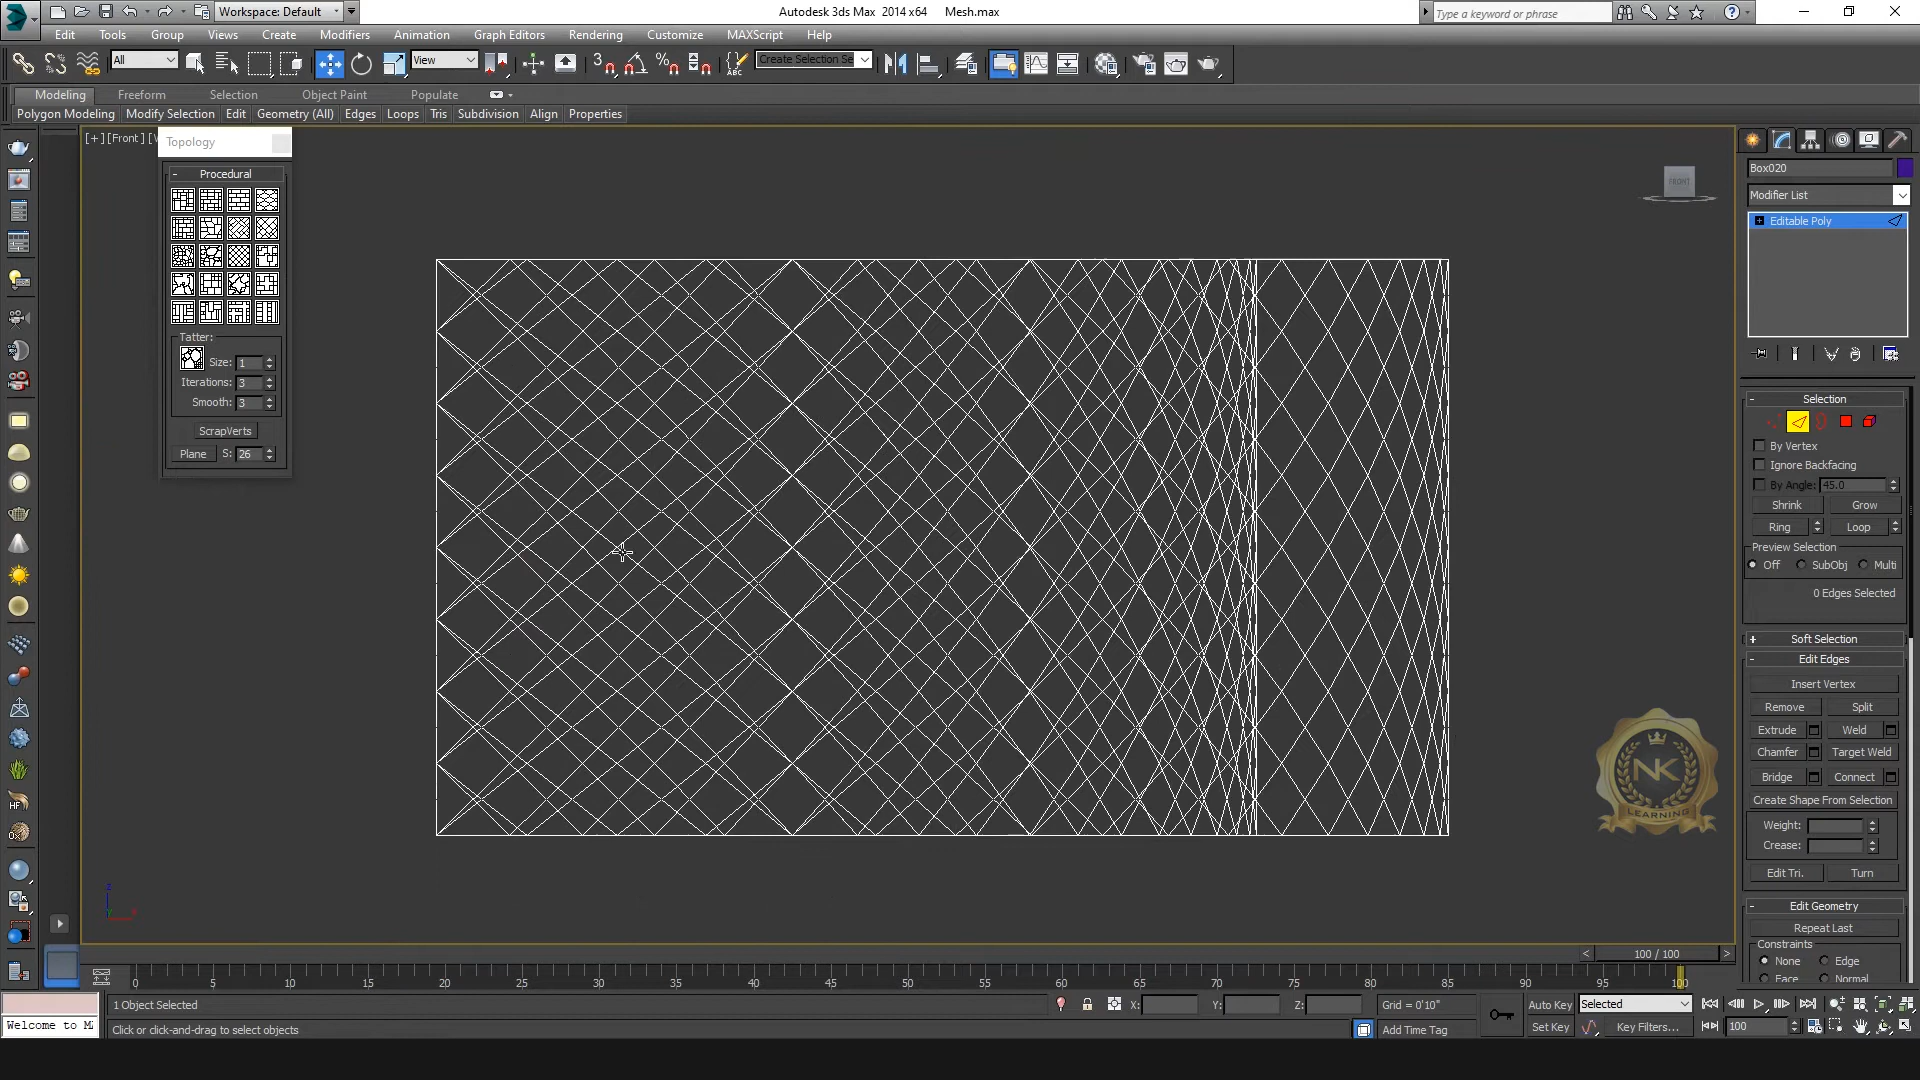 Workspace: Default
Autodesk 3ds Max 2014 x64 Mesh.max
Type a keyword or phrase
Edit Tools Group Views Create Modifiers Animation Graph Editors Rendering Customize MAXScript Help
All
View
3
Create Selection Se
Modeling Freeform Selection Object Paint Populate
Polygon Modeling Modify Selection Edit Geometry (All) Edges Loops Tris Subdivision Align Properties
[+][Front]
Topology
- Procedural
Tatter:
Size: 1
Iterations: 3
Smooth: 3
ScrapVerts
Plane S: 26
FRONT
Box020
Modifier List
Editable Poly
- Selection
By Vertex
Ignore Backfacing
By Angle: 45.0
Shrink Grow
Ring Loop
Preview Selection
Off SubObj Multi
0 Edges Selected
+ Soft Selection
- Edit Edges
Insert Vertex
Remove Split
Extrude Weld
Chamfer Target Weld
Bridge Connect
Create Shape From Selection
Weight:
Crease:
Edit Tri. Turn
- Edit Geometry
Repeat Last
Constraints
None Edge
Face Normal
NK
LEARNING
< 100 / 100 >
0 5 10 15 20 25 30 35 40 45 50 55 60 65 70 75 80 85 90 95 100
1 Object Selected
X: Y: Z: Grid = 0'10"
Auto Key Selected
Welcome to M
Click or click-and-drag to select objects
Add Time Tag
Set Key Key Filters... 100